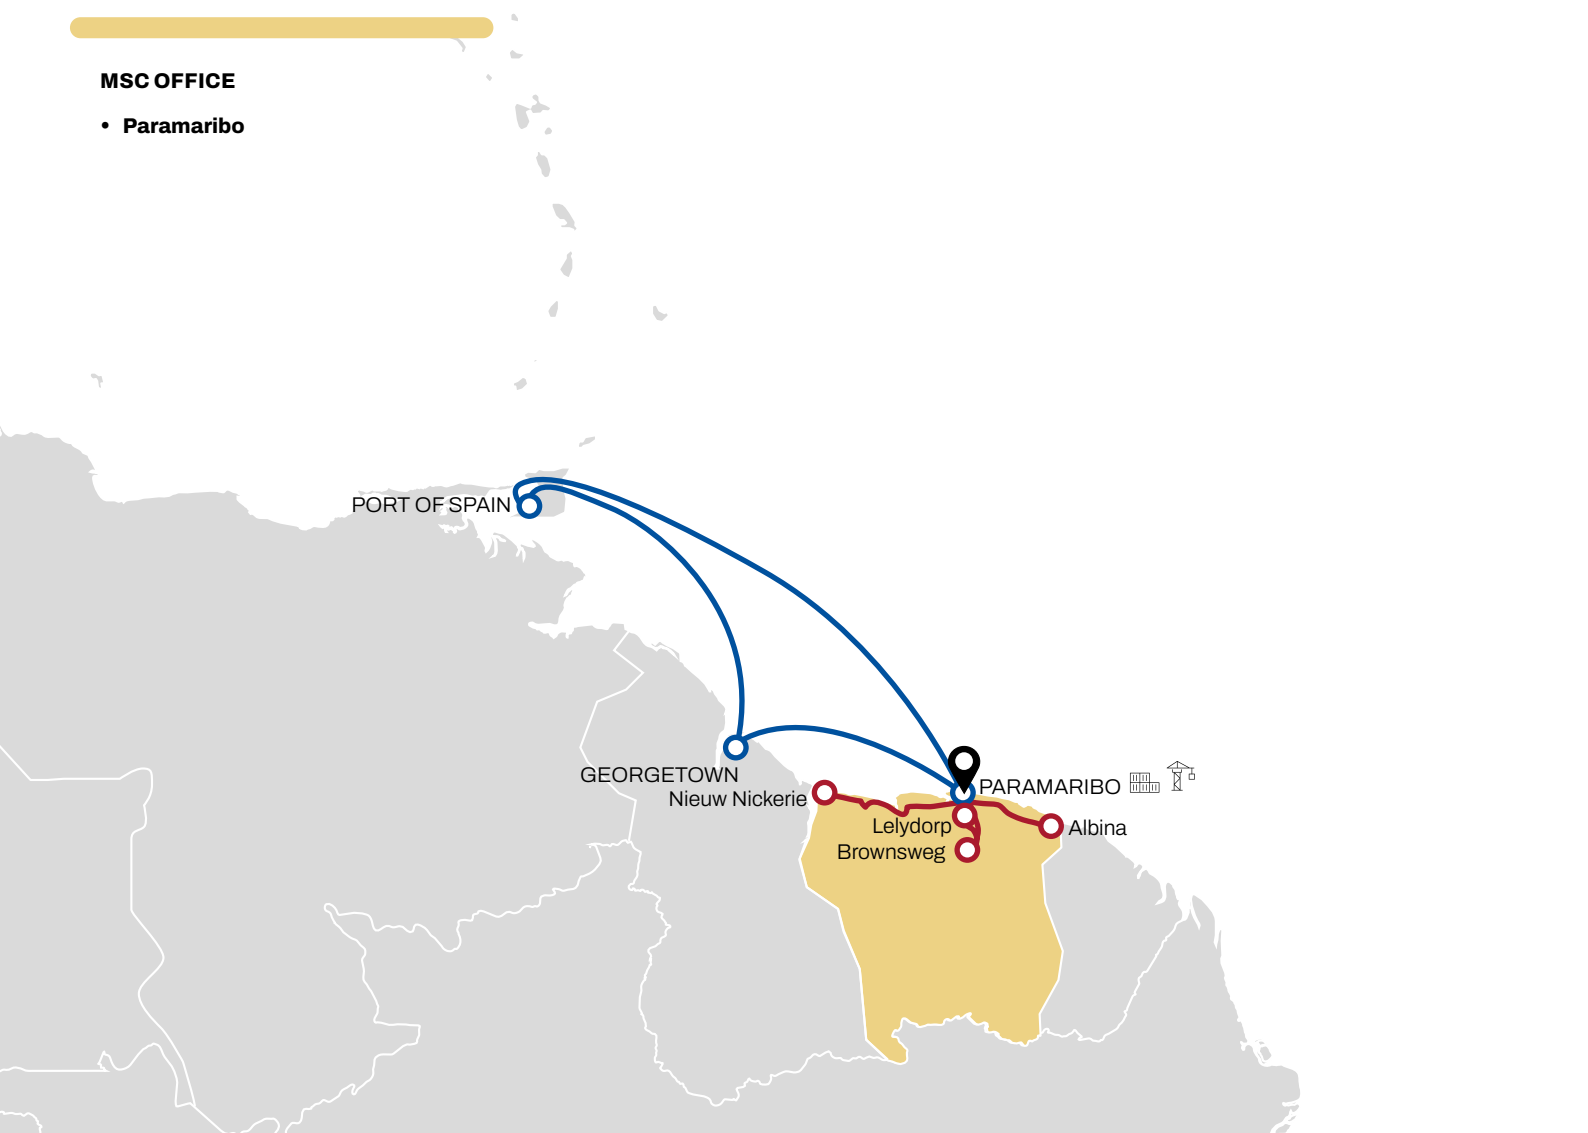 MSC OFFICE
• Paramaribo
PORT OF SPAIN
GEORGETOWN
Nieuw Nickerie
PARAMARIBO
Lelydorp
Albina
Brownsweg